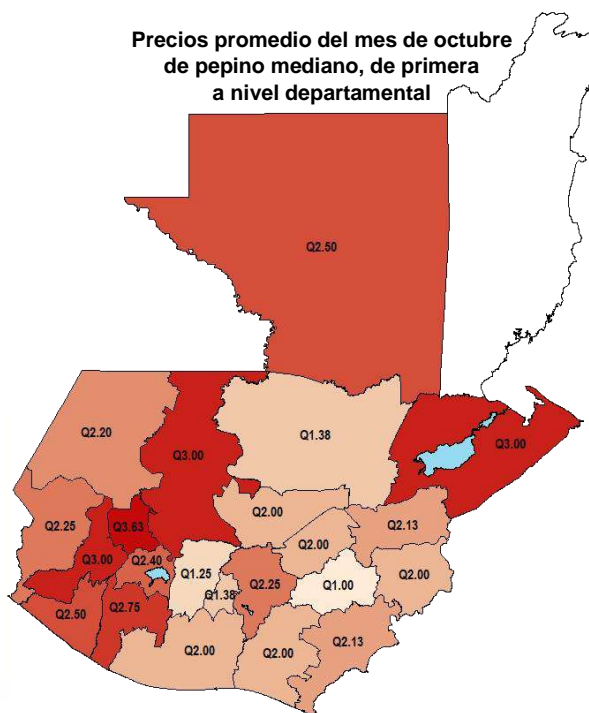 Precios promedio del mes de octubre
de pepino mediano, de primera
a nivel departamental
Q2.50
Q2.20
Q3.00
Q1.38
Q3.00
Q2.25
Q3.63
Q2.00
Q2.13
Q3.00
Q2.40
Q2.00
Q1.25
Q2.25
Q1.00
Q2.00
Q1.38
Q2.50
Q2.75
Q2.00
Q2.00
Q2.13